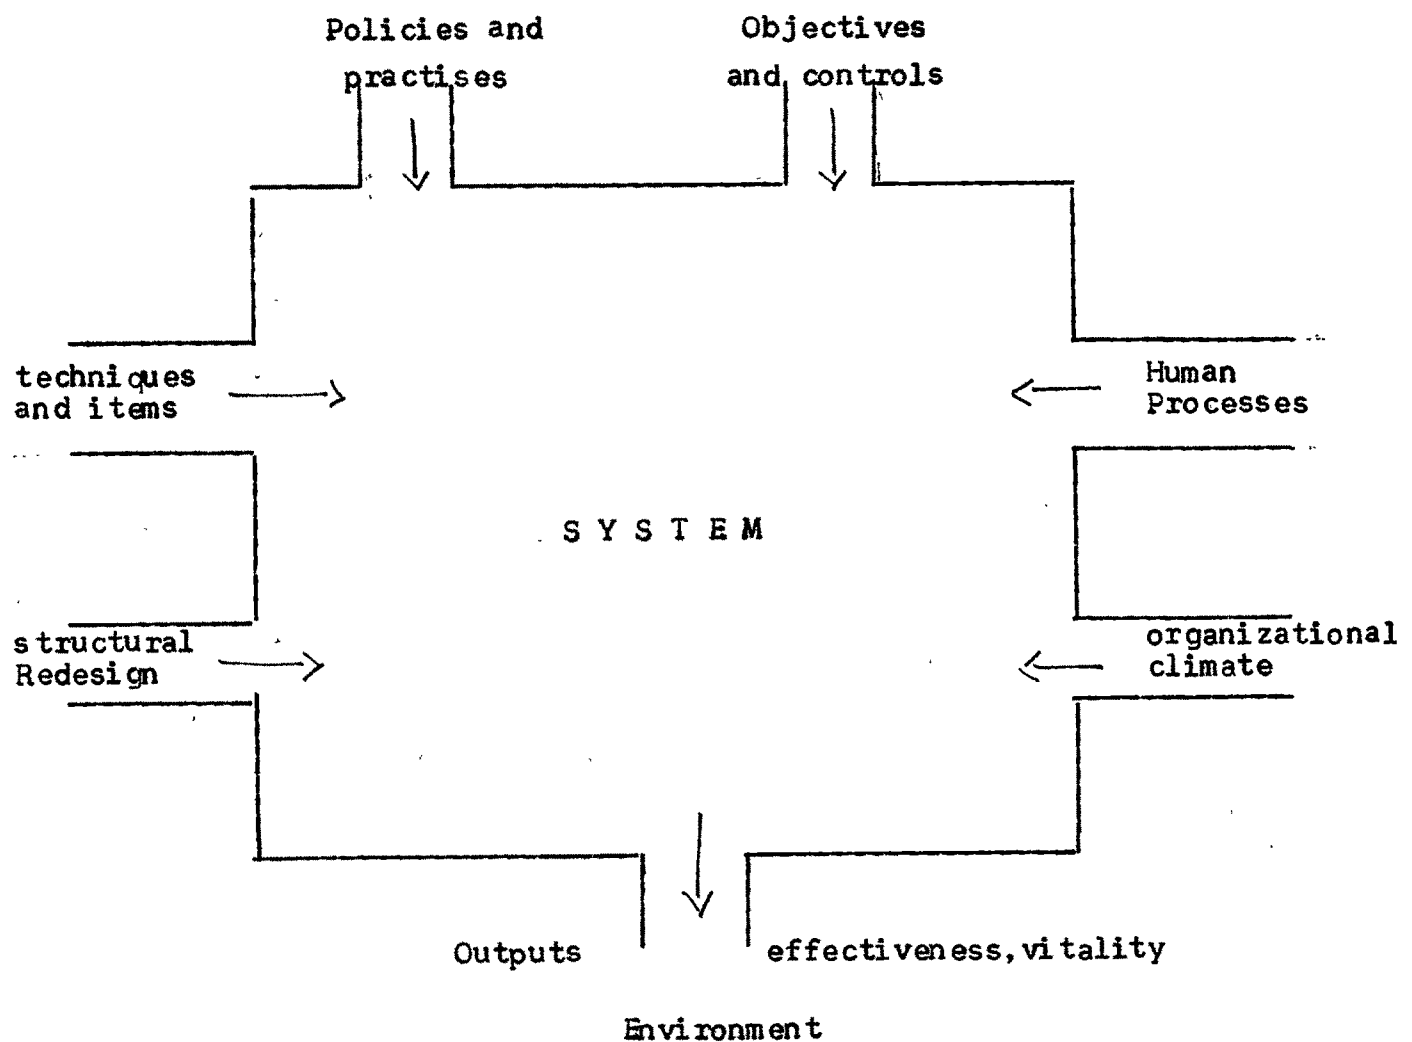 Policies and
practises
Objectives
and controls
techniques
and items
Human
Processes
S Y S T E M
structural
Redesign
organizational
climate
Outputs
effectiveness, vitality
Environment